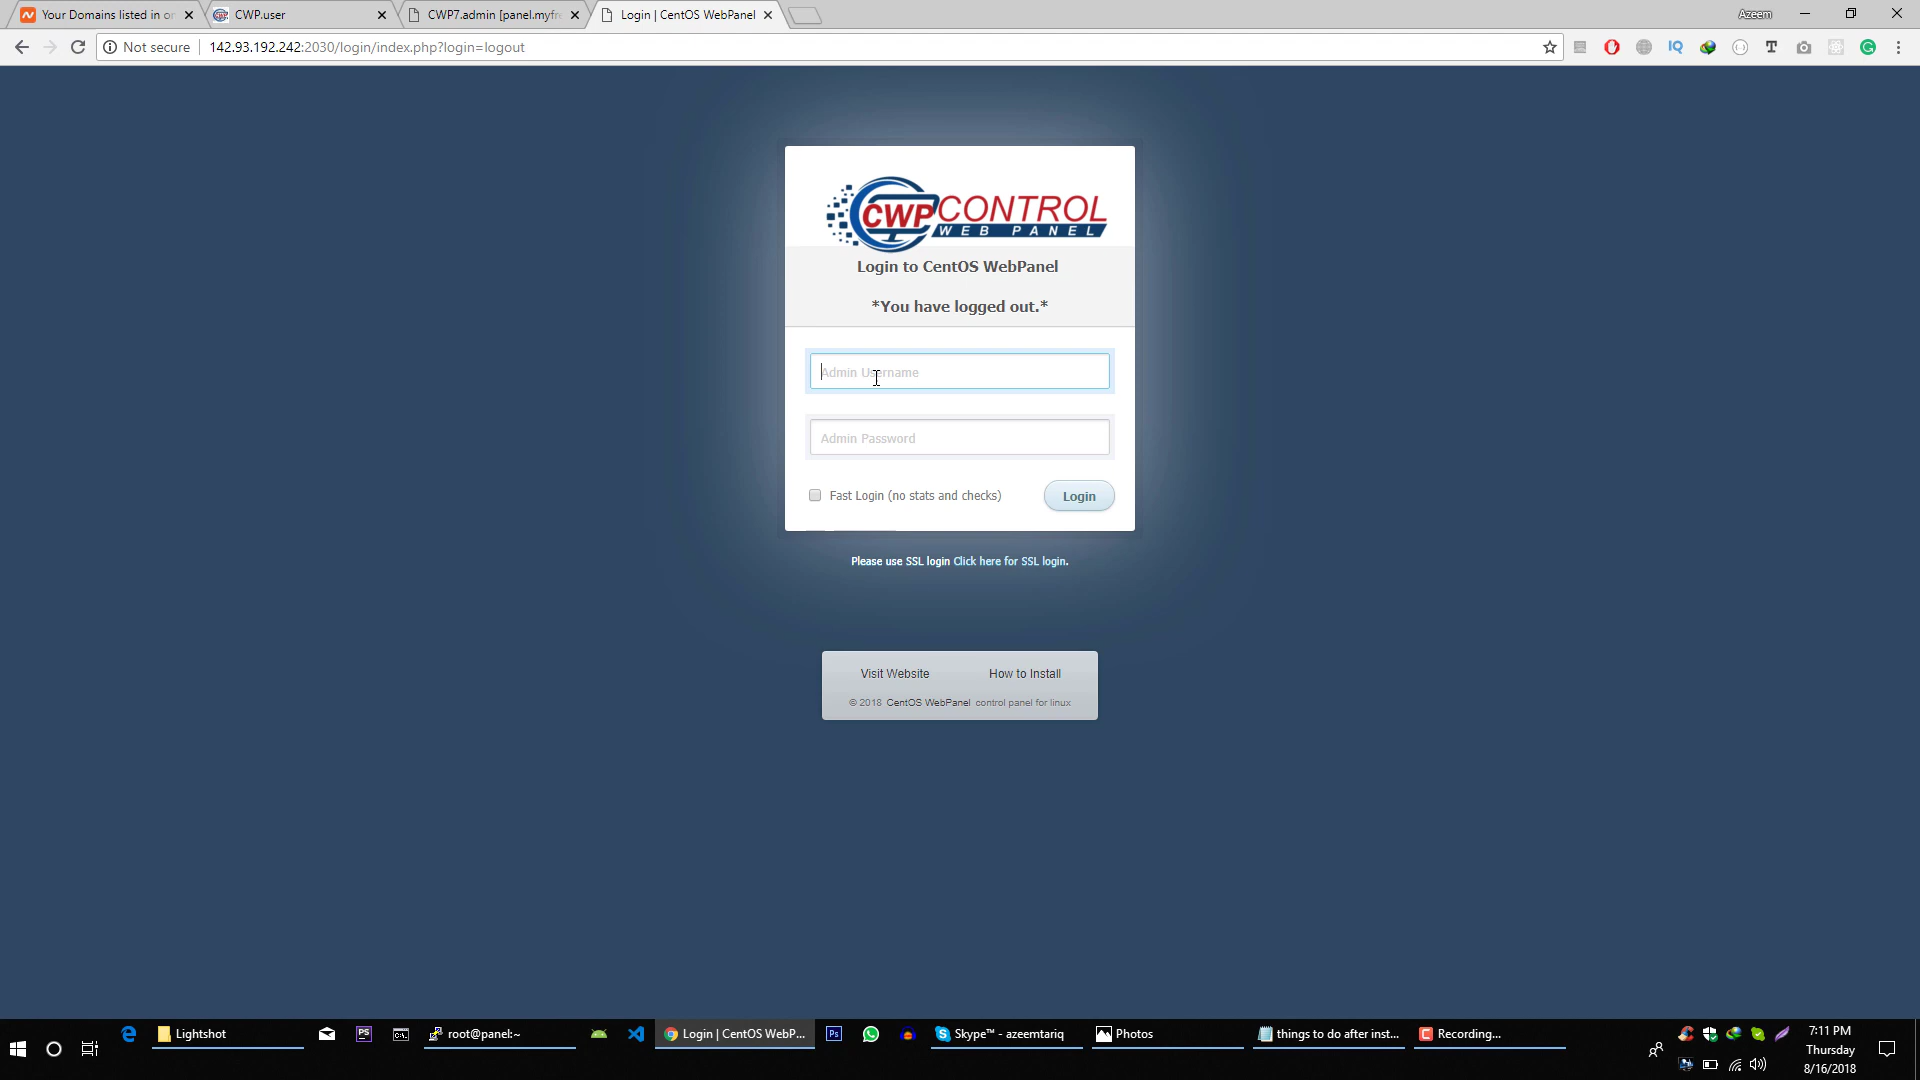 Your Domains listed in or
CWP.user
CWP7.admin [panel.myfre
Login | CentOS WebPanel
Azeem
Not secure
142.93.192.242:2030/login/index.php?login=logout
IQ
T
CWP CONTROL
WEB PANEL
Login to CentOS WebPanel
*You have logged out.*
Admin Username
Admin Password
Fast Login (no stats and checks)
Login
Please use SSL login Click here for SSL login.
Visit Website
How to Install
© 2018 CentOS WebPanel control panel for linux
Lightshot
root@panel:~
Login | CentOS WebP...
Skype™ - azeemtariq
Photos
things to do after inst...
Recording...
7:11 PM
Thursday
8/16/2018